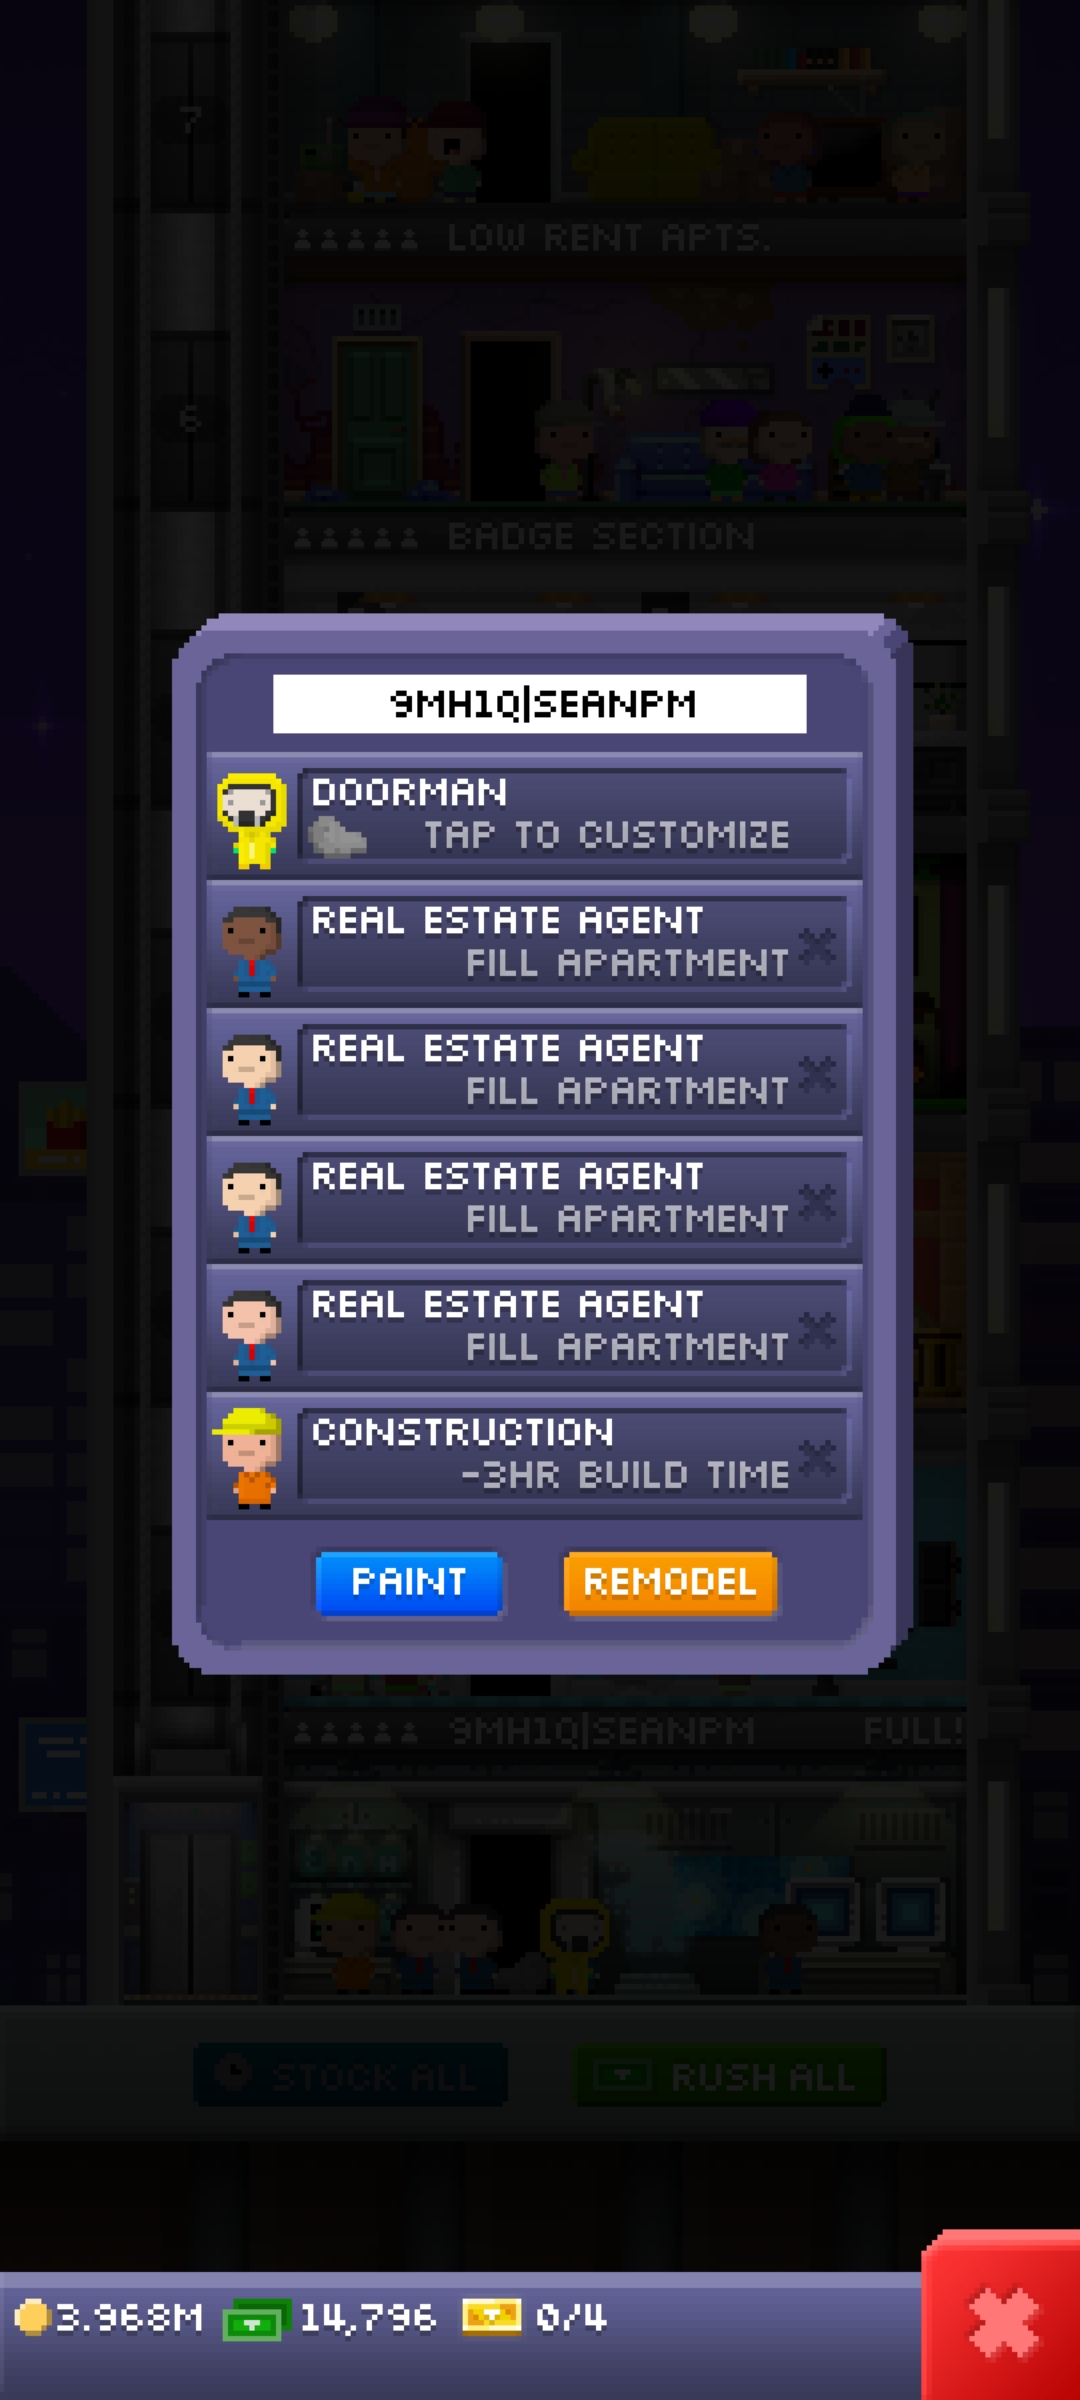 7
LOW RENT APTS.
6
BADGE SECTION
9MH1Q|SEANPM
DOORMAN
TAP TO CUSTOMIZE
REAL ESTATE AGENT
FILL APARTMENT
REAL ESTATE AGENT
FILL APARTMENT
REAL ESTATE AGENT
FILL APARTMENT
REAL ESTATE AGENT
FILL APARTMENT
CONSTRUCTION
-3HR BUILD TIME
PAINT REMODEL
9MH1Q|SEANPM FULL!
STOCK ALL RUSH ALL
3.968M 14,796 0/4